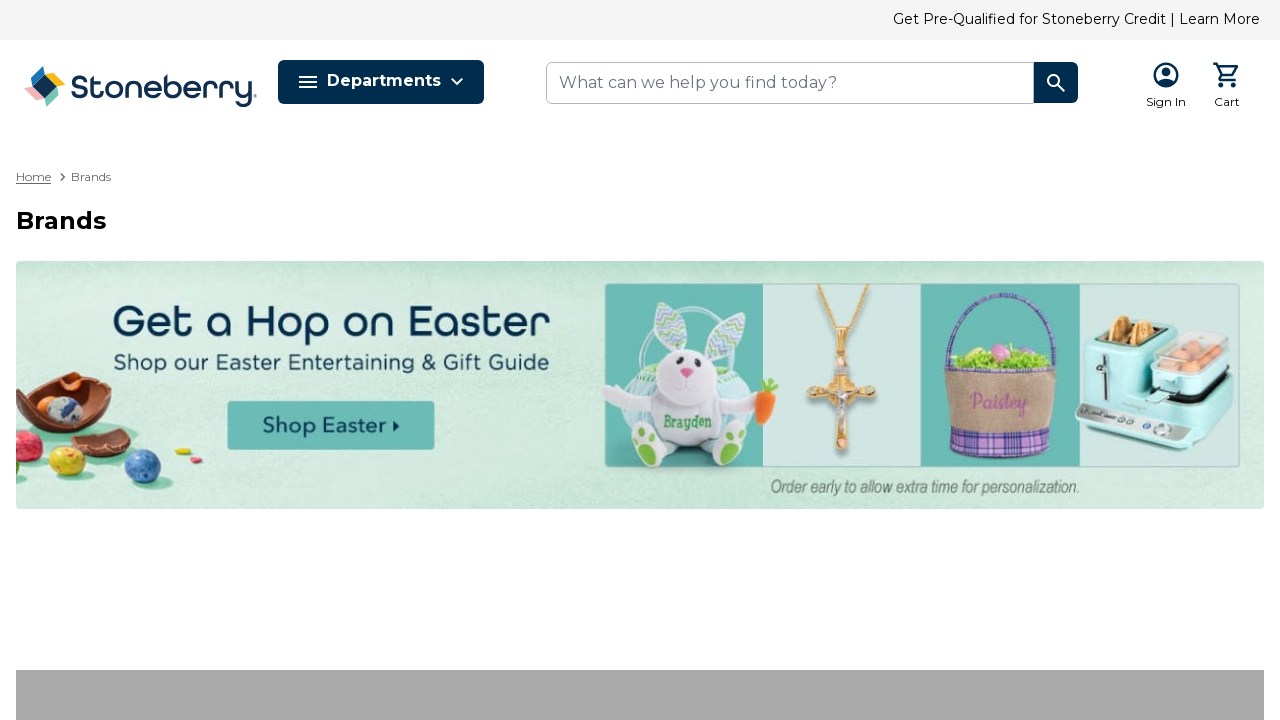 Get Pre-Qualified for Stoneberry Credit | Learn More
Stoneberry®
Departments
What can we help you find today?
Sign In
Cart
Home > Brands
Brands
Get a Hop on Easter
Shop our Easter Entertaining & Gift Guide
Shop Easter
Brayden
Paisley
Order early to allow extra time for personalization.